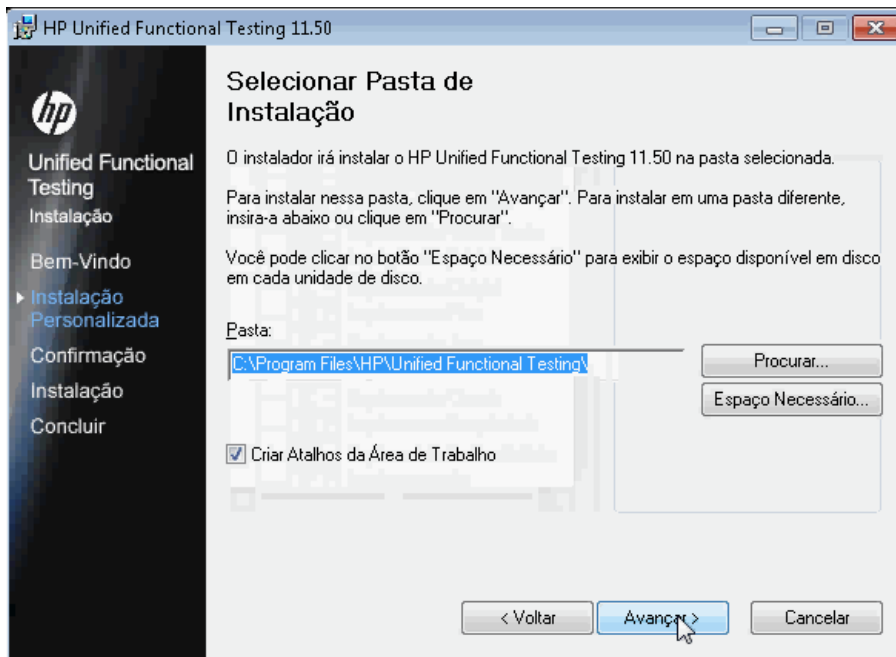 HP Unified Functional Testing 11.50
hp
Unified Functional
Testing
Instalação
Bem-Vindo
Instalação
Personalizada
Confirmação
Instalação
Concluir
Selecionar Pasta de
Instalação
O instalador irá instalar o HP Unified Functional Testing 11.50 na pasta selecionada.
Para instalar nessa pasta, clique em "Avançar". Para instalar em uma pasta diferente,
insira-a abaixo ou clique em "Procurar".
Você pode clicar no botão "Espaço Necessário" para exibir o espaço disponível em disco
em cada unidade de disco.
Pasta:
C:\Program Files\HP\Unified Functional Testing\
Procurar...
Espaço Necessário...
Criar Atalhos da Área de Trabalho
< Voltar
Avançar >
Cancelar